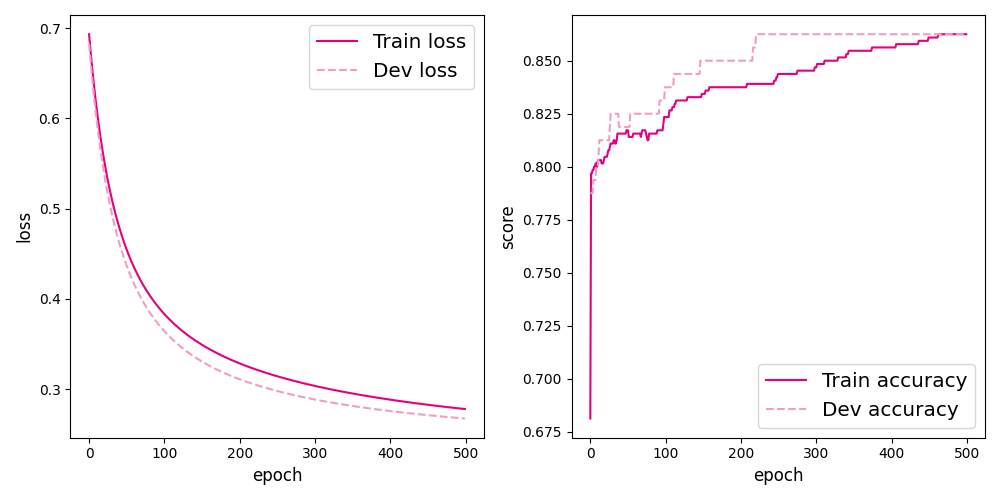 0.7
0.6
0.5
0.4
0.3
loss
0 100 200 300 400 500
epoch
Train loss
Dev loss
0.850
0.825
0.800
0.775
0.750
0.725
0.700
0.675
score
0 100 200 300 400 500
epoch
Train accuracy
Dev accuracy